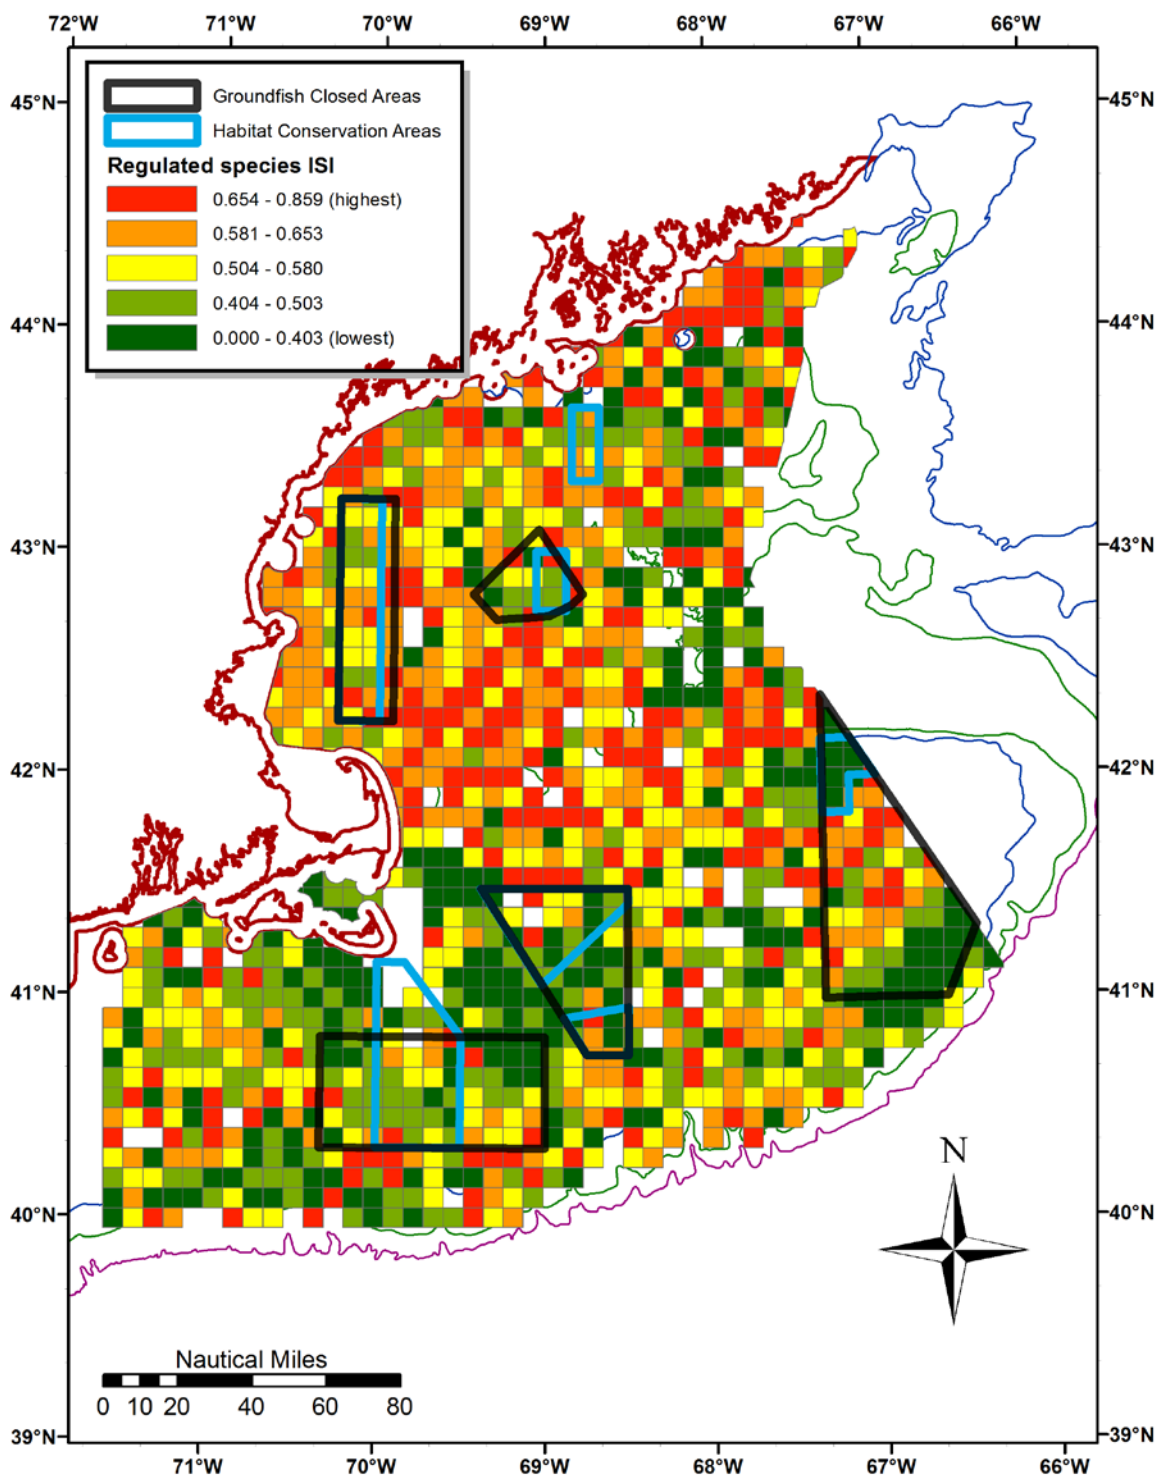 72°W 71°W 70°W 69°W 68°W 67°W 66°W
Groundfish Closed Areas
Habitat Conservation Areas
Regulated species ISI
0.654 - 0.859 (highest)
0.581 - 0.653
0.504 - 0.580
0.404 - 0.503
0.000 - 0.403 (lowest)
45°N 45°N
44°N 44°N
43°N 43°N
42°N 42°N
41°N 41°N
40°N 40°N
N
Nautical Miles
0 10 20 40 60 80
39°N 39°N
71°W 70°W 69°W 68°W 67°W 66°W